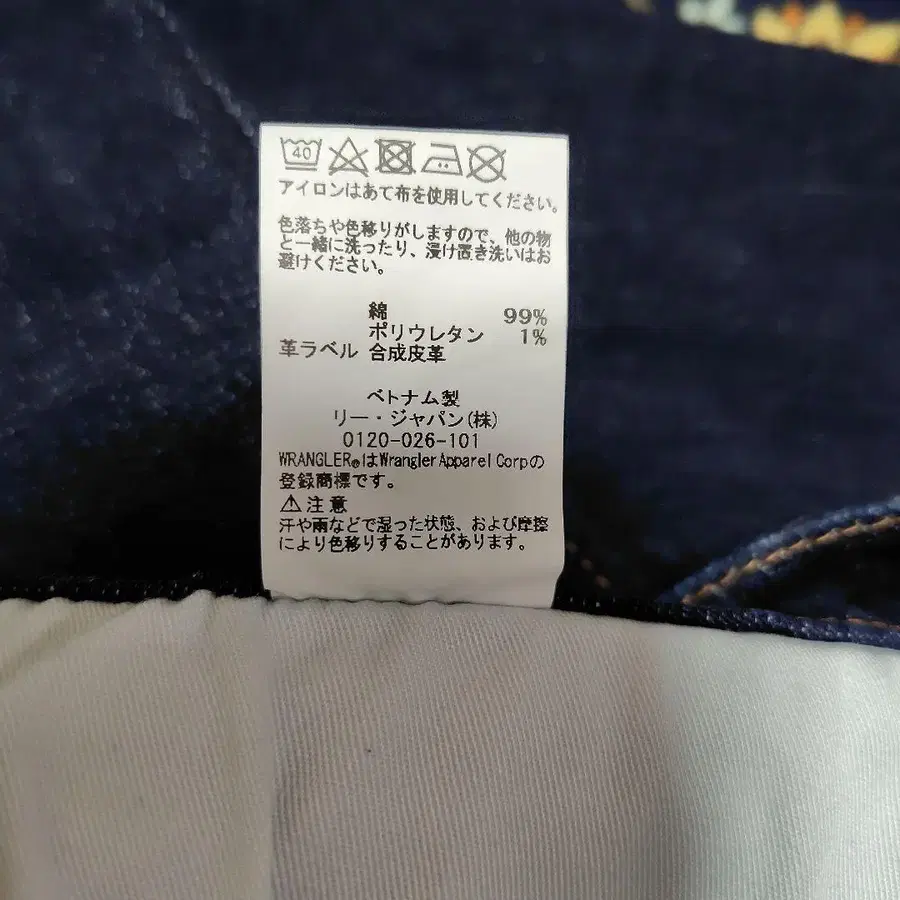 40
アイロンはあて布を使用してください。
色落ちや色移りがしますので、他の物
と一緒に洗ったり、浸け置き洗いはお
避けください。
綿 99%
ポリウレタン 1%
革ラベル 合成皮革
ベトナム製
リー・ジャパン(株)
0120-026-101
WRANGLER®はWrangler Apparel Corpの
登録商標です。
⚠注意
汗や雨などで湿った状態、および摩擦
により色移りすることがあります。